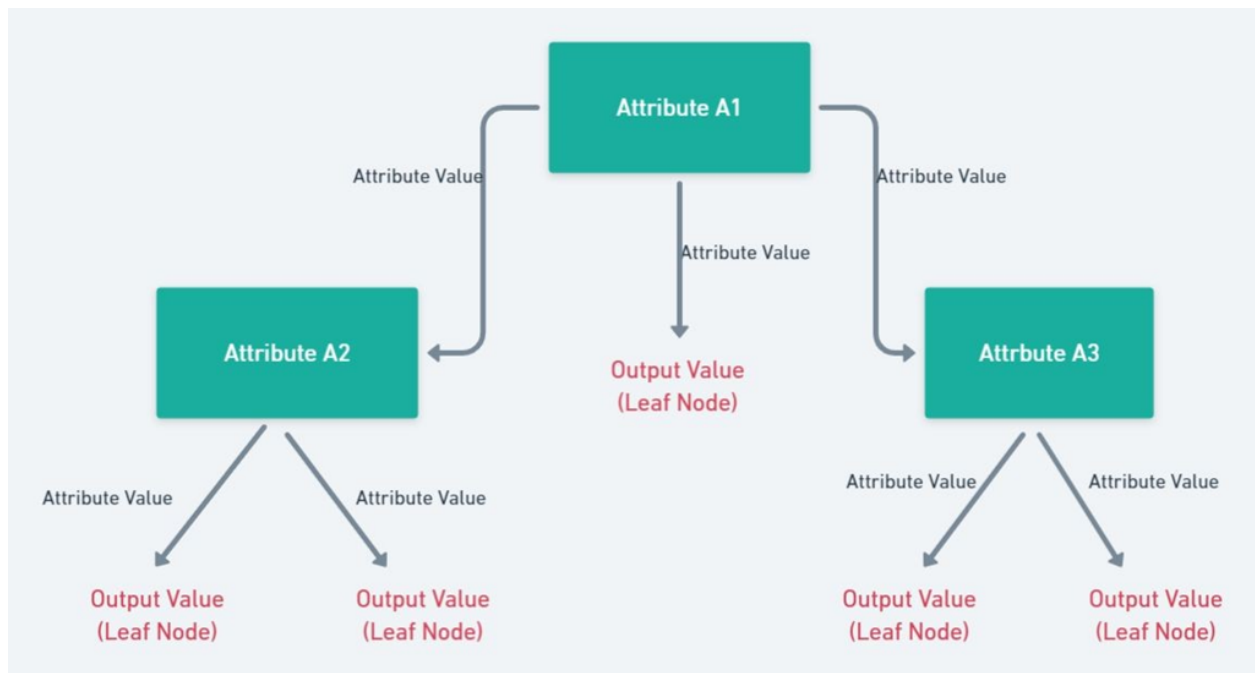 Attribute A1
Attribute Value
Attribute Value
Attribute Value
Attribute A2
Attrbute A3
Output Value
(Leaf Node)
Attribute Value
Attribute Value
Attribute Value
Attribute Value
Output Value
(Leaf Node)
Output Value
(Leaf Node)
Output Value
(Leaf Node)
Output Value
(Leaf Node)